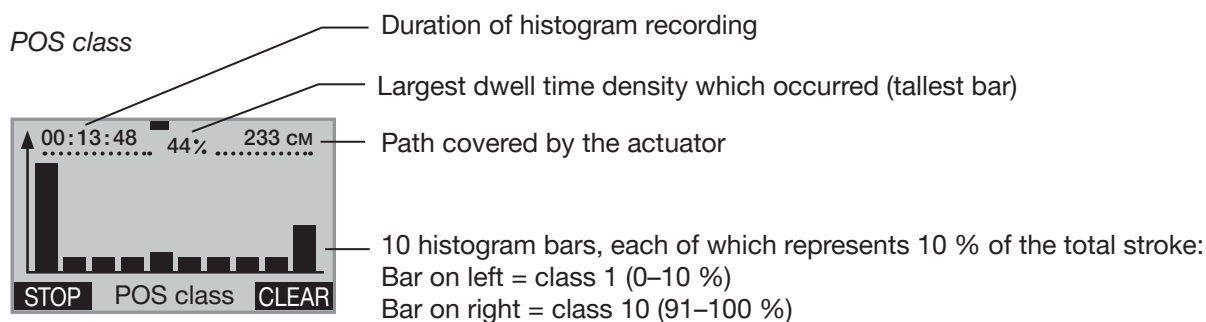 POS class
Duration of histogram recording
Largest dwell time density which occurred (tallest bar)
00:13:48 44% 233 CM
Path covered by the actuator
10 histogram bars, each of which represents 10 % of the total stroke:
Bar on left = class 1 (0–10 %)
Bar on right = class 10 (91–100 %)
STOP POS class CLEAR